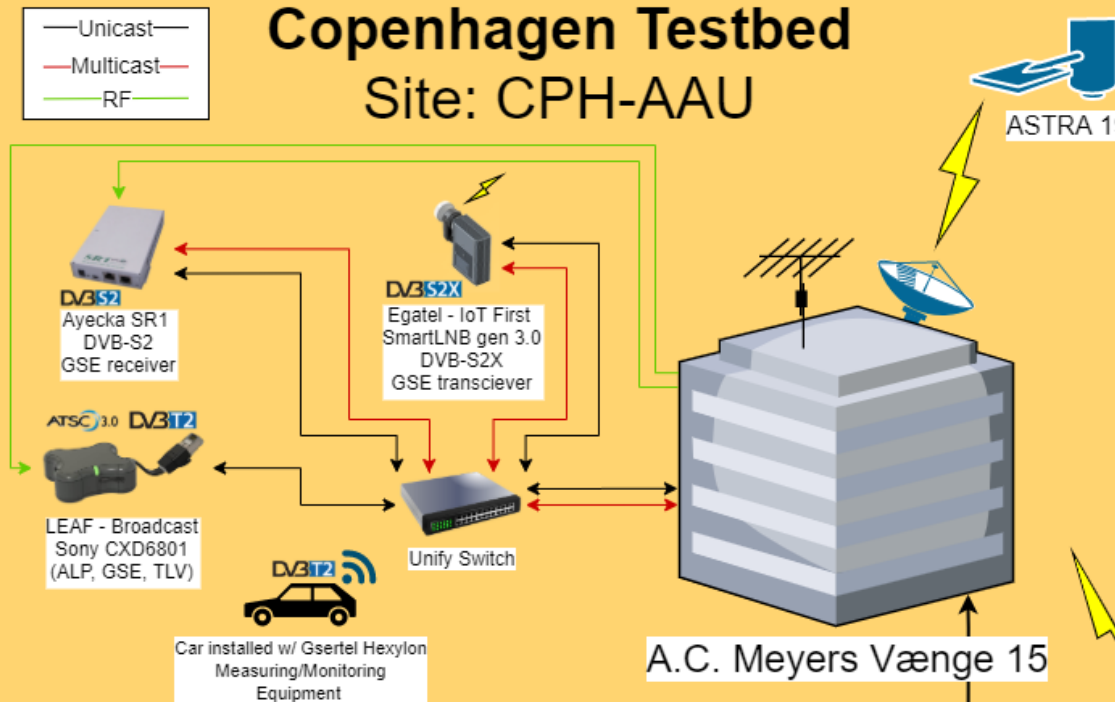 Unicast
Multicast
RF
Copenhagen Testbed
Site: CPH-AAU
ASTRA 1
SR1
DVB S2
Ayecka SR1
DVB-S2
GSE receiver
DVB S2X
Egatel - IoT First
SmartLNB gen 3.0
DVB-S2X
GSE transciever
ATSC 3.0 DVB T2
LEAF - Broadcast
Sony CXD6801
(ALP, GSE, TLV)
Unify Switch
DVB T2
Car installed w/ Gsertel Hexylon
Measuring/Monitoring
Equipment
A.C. Meyers Vænge 15